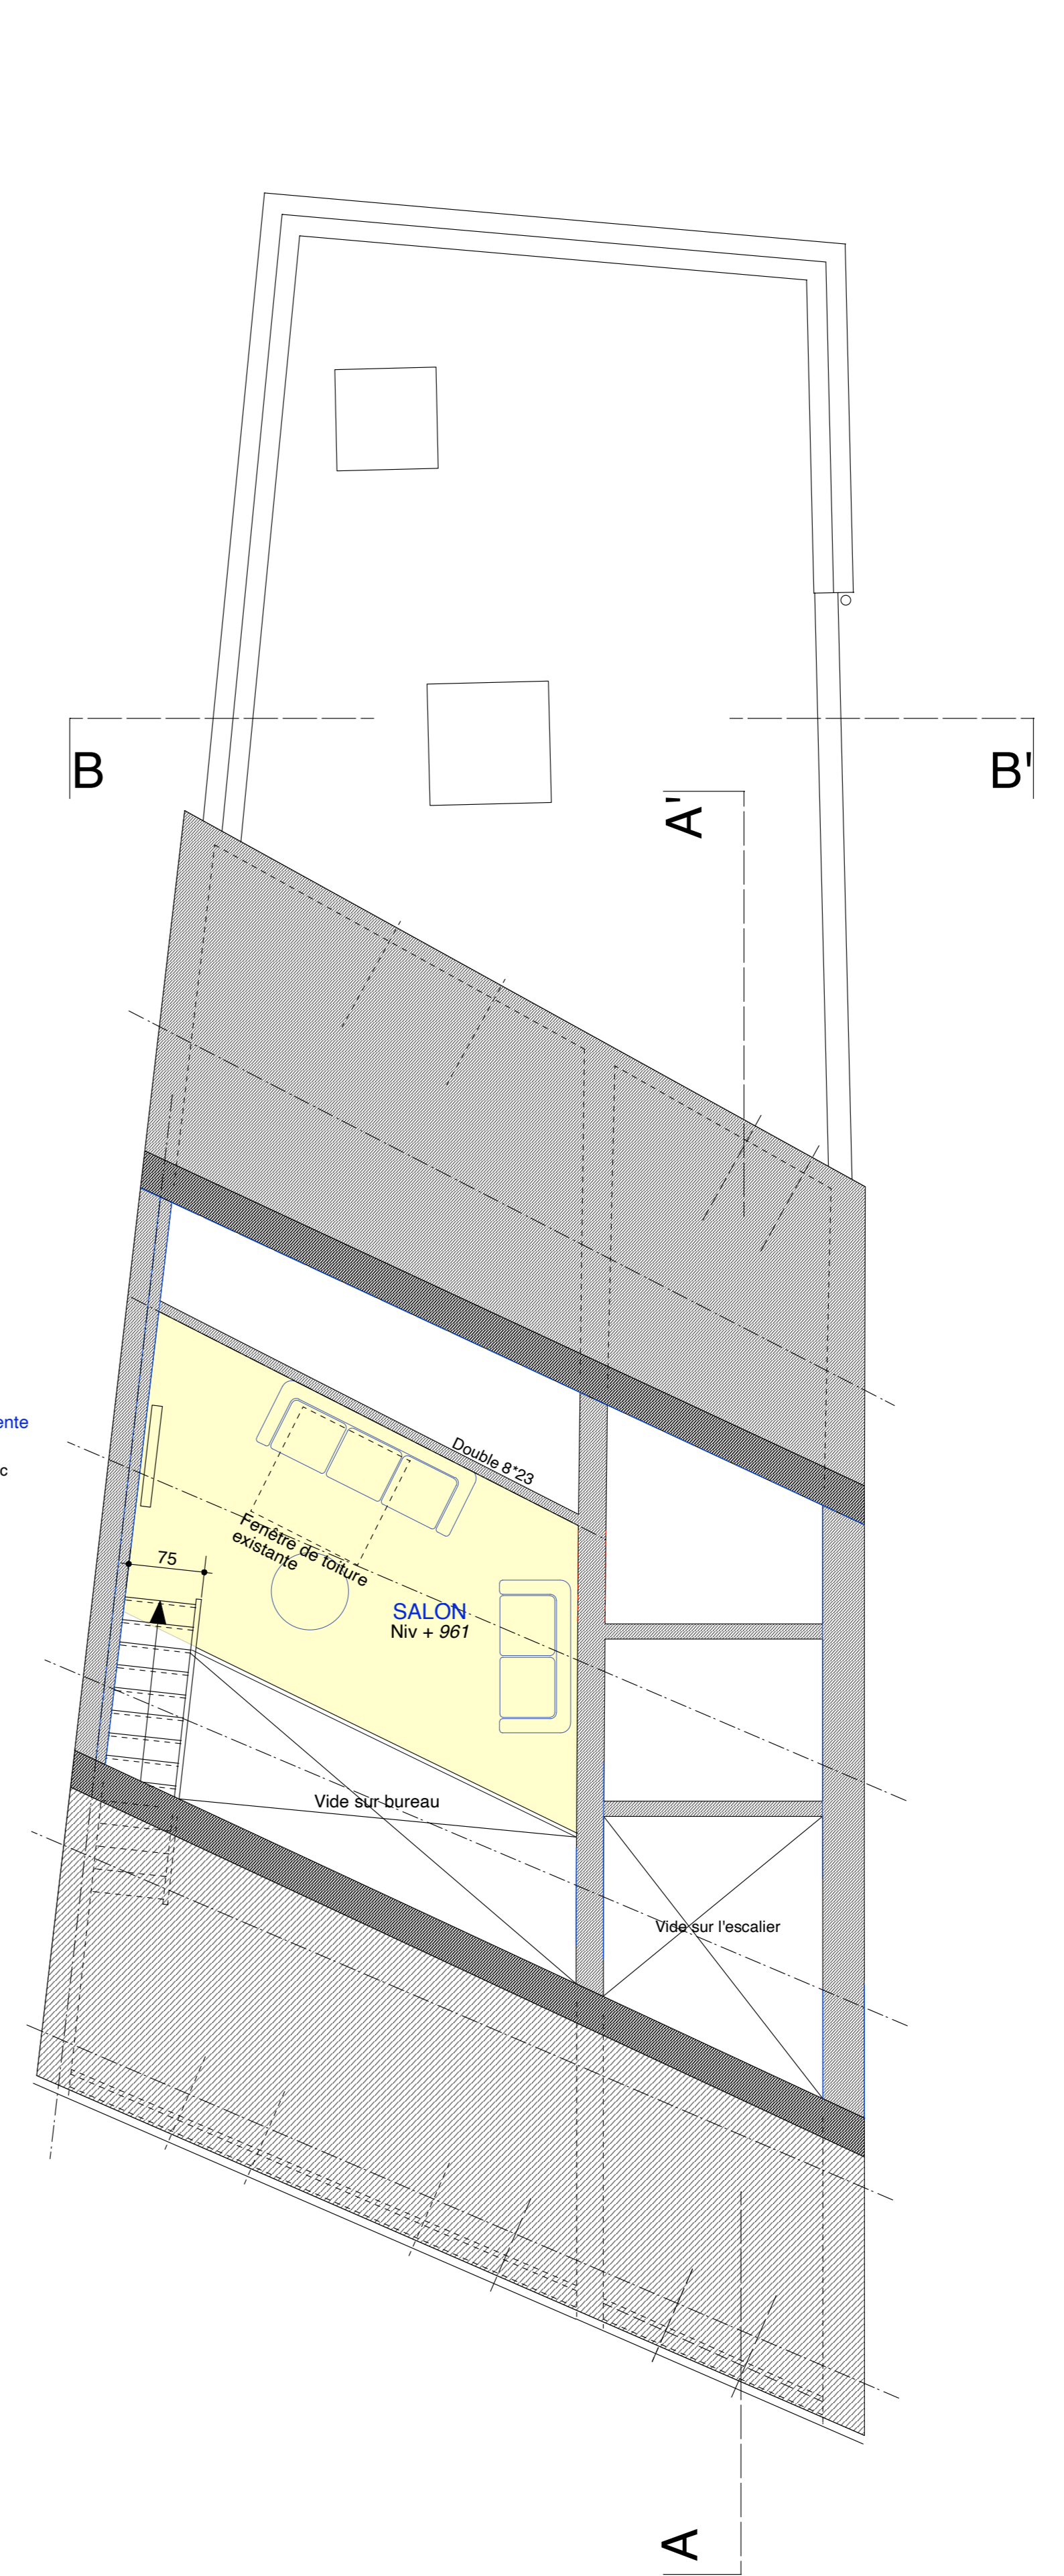 B
B'
A'
ente
c
Double 8*23
Fenêtre de toiture
existante
75
SALON
Niv + 961
Vide sur bureau
Vide sur l'escalier
A